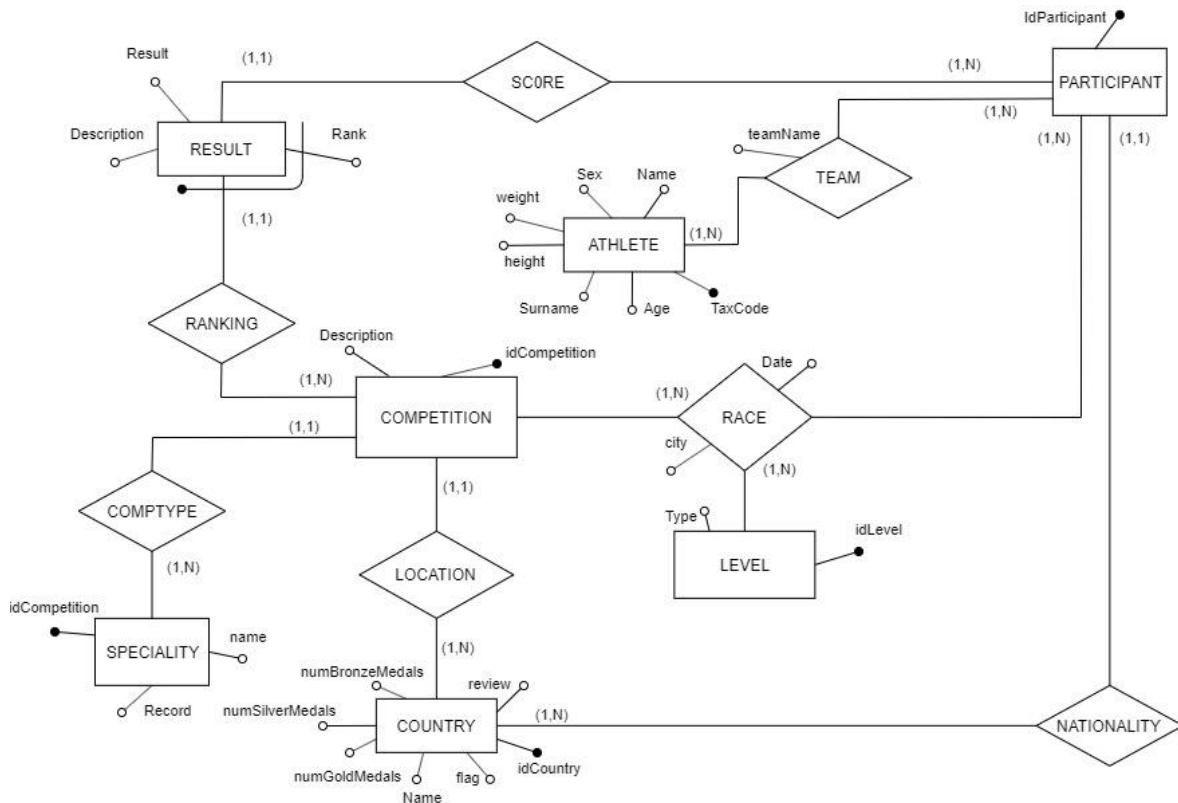 IdParticipant
Result
(1,1)
SC0RE
(1,N)
PARTICIPANT
Description
RESULT
Rank
teamName
(1,N)
(1,N)
(1,1)
TEAM
Sex
Name
weight
(1,1)
ATHLETE
(1,N)
height
Surname
Age
TaxCode
RANKING
Description
idCompetition
Date
(1,N)
COMPETITION
(1,N)
RACE
(1,1)
city
(1,N)
(1,1)
COMPTYPE
Type
idLevel
LEVEL
LOCATION
(1,N)
idCompetition
SPECIALITY
name
(1,N)
numBronzeMedals
review
Record
numSilverMedals
COUNTRY
(1,N)
NATIONALITY
numGoldMedals
flag
idCountry
Name